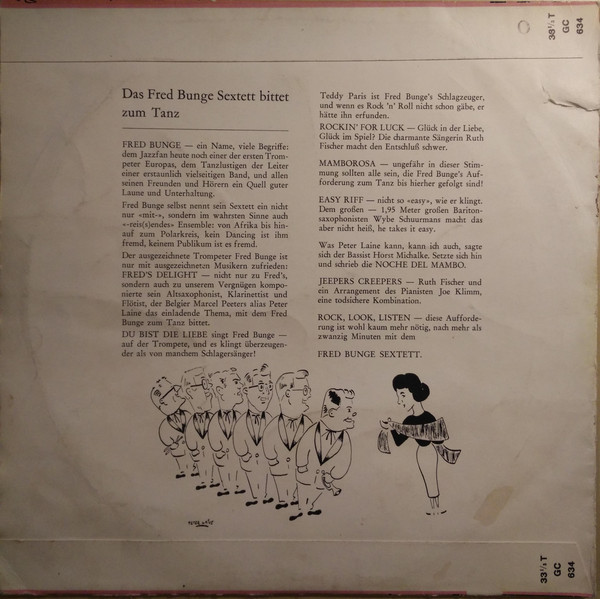 33⅓ T
GC
634
Das Fred Bunge Sextett bittet
zum Tanz
FRED BUNGE — ein Name, viele Begriffe:
dem Jazzfan heute noch einer der ersten Trom-
peter Europas, dem Tanzlustigen der Leiter
einer erstaunlich vielseitigen Band, und allen
seinen Freunden und Hörern ein Quell guter
Laune und Unterhaltung.
Fred Bunge selbst nennt sein Sextett ein nicht
nur «mit-», sondern im wahrsten Sinne auch
«-reis(s)endes» Ensemble: von Afrika bis hin-
auf zum Polarkreis, kein Dancing ist ihm
fremd, keinem Publikum ist es fremd.
Der ausgezeichnete Trompeter Fred Bunge ist
nur mit ausgezeichneten Musikern zufrieden:
FRED'S DELIGHT — nicht nur zu Fred's,
sondern auch zu unserem Vergnügen kompo-
nierte sein Altsaxophonist, Klarinettist und
Flötist, der Belgier Marcel Peeters alias Peter
Laine das einladende Thema, mit dem Fred
Bunge zum Tanz bittet.
DU BIST DIE LIEBE singt Fred Bunge —
auf der Trompete, und es klingt überzeugen-
der als von manchem Schlagersänger!
Teddy Paris ist Fred Bunge's Schlagzeuger,
und wenn es Rock 'n' Roll nicht schon gäbe, er
hätte ihn erfunden.
ROCKIN' FOR LUCK — Glück in der Liebe,
Glück im Spiel? Die charmante Sängerin Ruth
Fischer macht den Entschluß schwer.
MAMBOROSA — ungefähr in dieser Stim-
mung sollten alle sein, die Fred Bunge's Auf-
forderung zum Tanz bis hierher gefolgt sind!
EASY RIFF — nicht so «easy», wie er klingt.
Dem großen — 1,95 Meter großen Bariton-
saxophonisten Wybe Schuurmans macht das
aber nicht heiß, he takes it easy.
Was Peter Laine kann, kann ich auch, sagte
sich der Bassist Horst Michalke. Setzte sich hin
und schrieb die NOCHE DEL MAMBO.
JEEPERS CREEPERS — Ruth Fischer und
ein Arrangement des Pianisten Joe Klimm,
eine todsichere Kombination.
ROCK, LOOK, LISTEN — diese Aufforde-
rung ist wohl kaum mehr nötig, nach mehr als
zwanzig Minuten mit dem
FRED BUNGE SEXTETT.
33⅓ T
GC
634